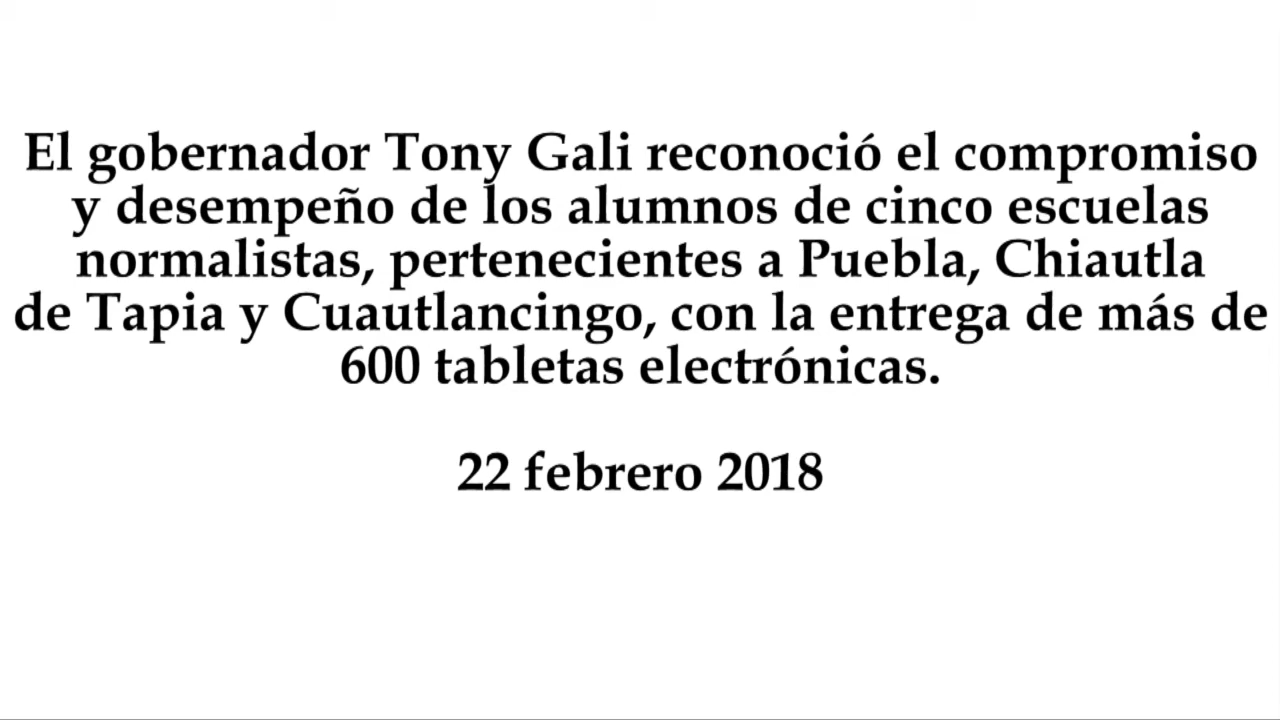 El gobernador Tony Gali reconoció el compromiso
y desempeño de los alumnos de cinco escuelas
normalistas, pertenecientes a Puebla, Chiautla
de Tapia y Cuautlancingo, con la entrega de más de
600 tabletas electrónicas.
22 febrero 2018